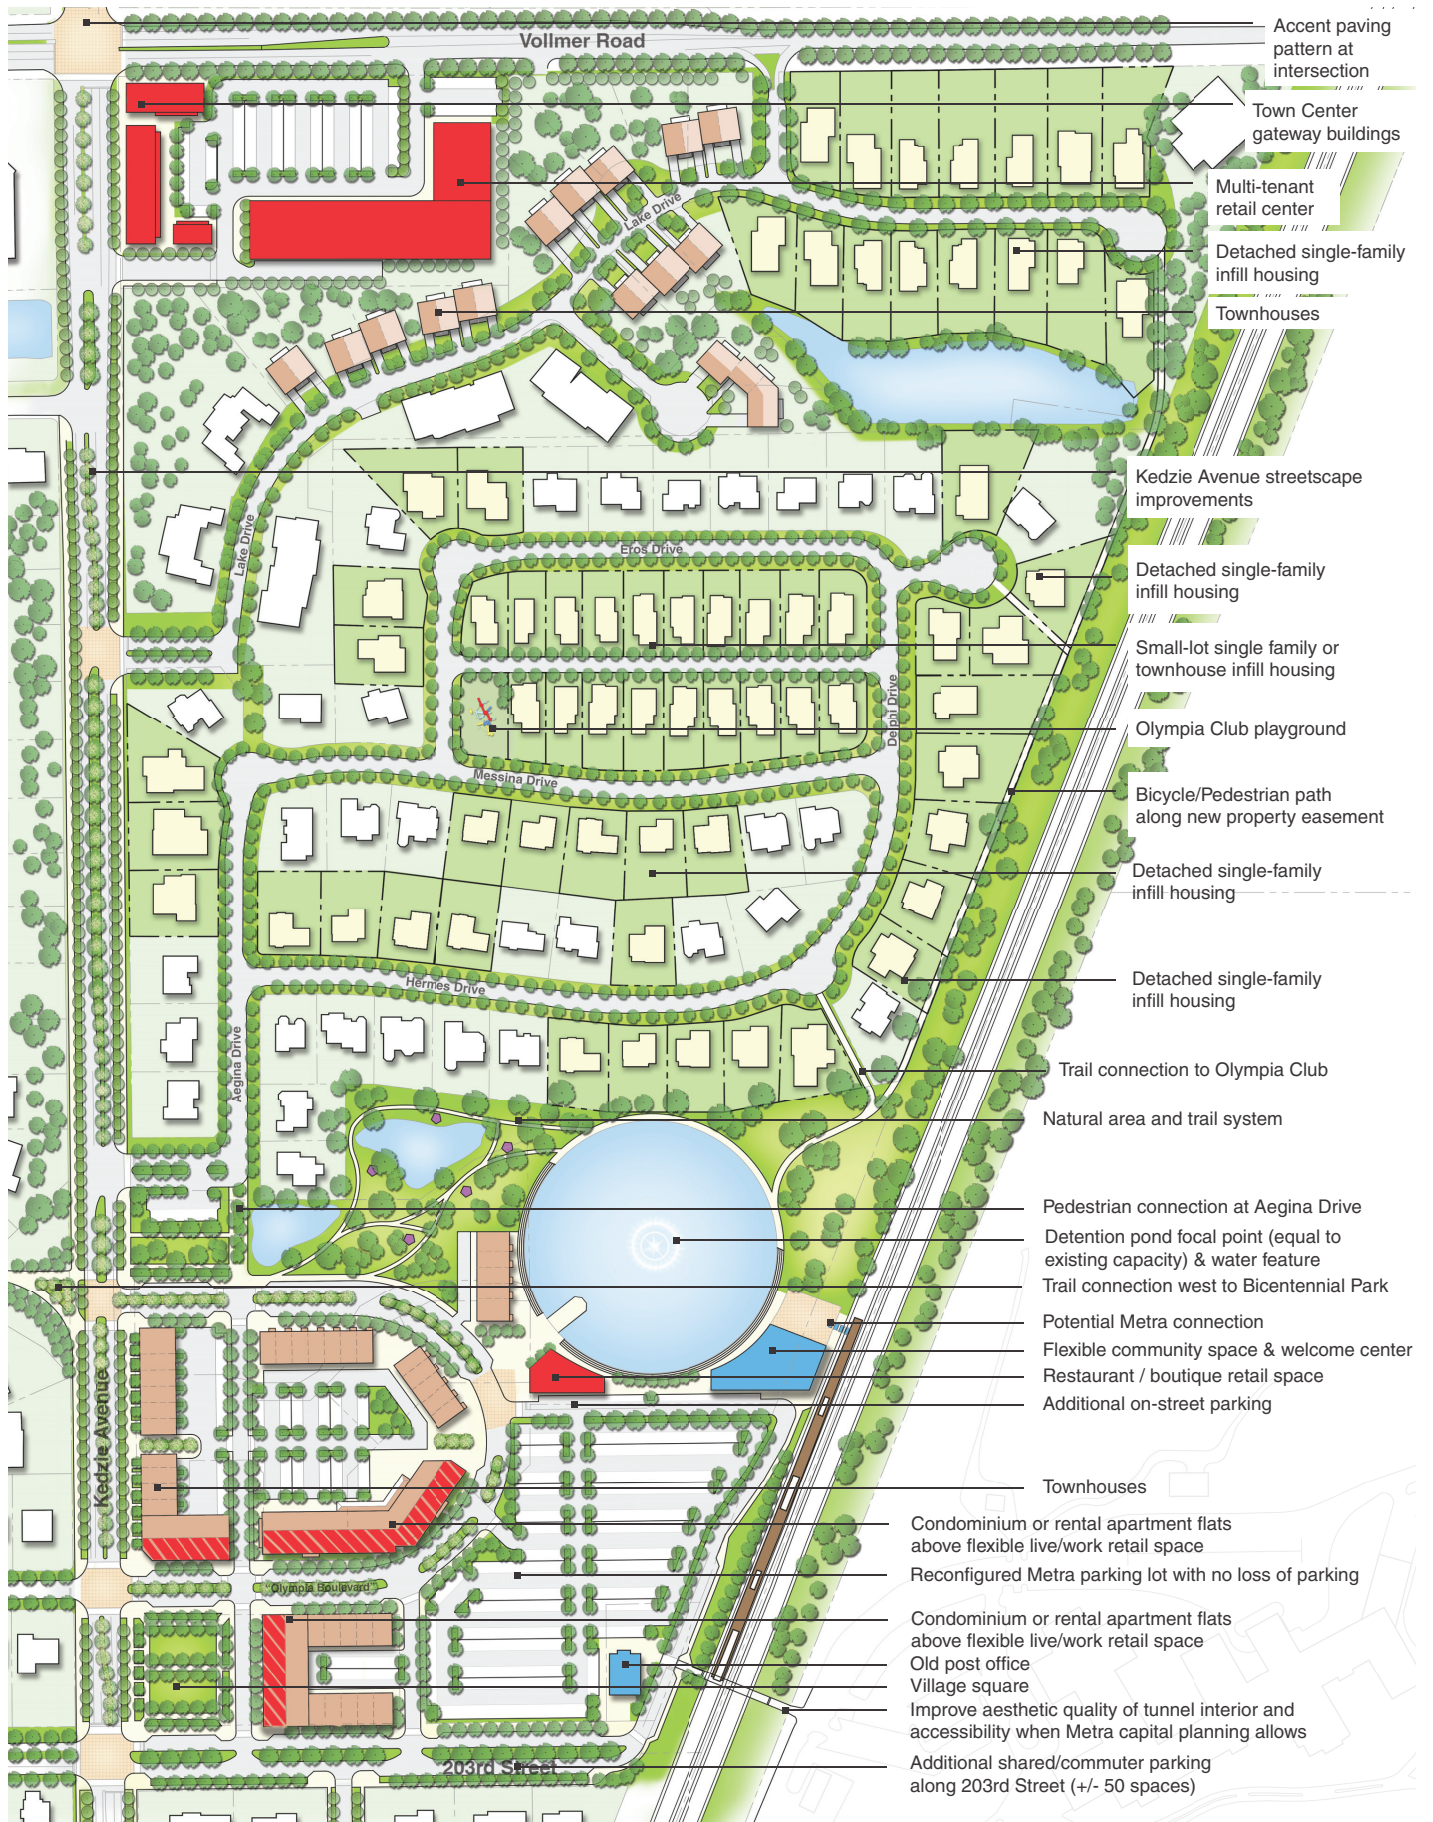 Vollmer Road
Accent paving
pattern at
intersection
Town Center
gateway buildings
Multi-tenant
retail center
Lake Drive
Detached single-family
infill housing
Townhouses
Kedzie Avenue streetscape
improvements
Lake Drive
Eros Drive
Detached single-family
infill housing
Small-lot single family or
townhouse infill housing
Delphi Drive
Olympia Club playground
Messina Drive
Bicycle/Pedestrian path
along new property easement
Detached single-family
infill housing
Hermes Drive
Detached single-family
infill housing
Aegina Drive
Trail connection to Olympia Club
Natural area and trail system
Pedestrian connection at Aegina Drive
Detention pond focal point (equal to
existing capacity) & water feature
Trail connection west to Bicentennial Park
Potential Metra connection
Flexible community space & welcome center
Restaurant / boutique retail space
Additional on-street parking
Kedzie Avenue
Townhouses
Condominium or rental apartment flats
above flexible live/work retail space
Reconfigured Metra parking lot with no loss of parking
"Olympia Boulevard"
Condominium or rental apartment flats
above flexible live/work retail space
Old post office
Village square
Improve aesthetic quality of tunnel interior and
accessibility when Metra capital planning allows
203rd Street
Additional shared/commuter parking
along 203rd Street (+/- 50 spaces)